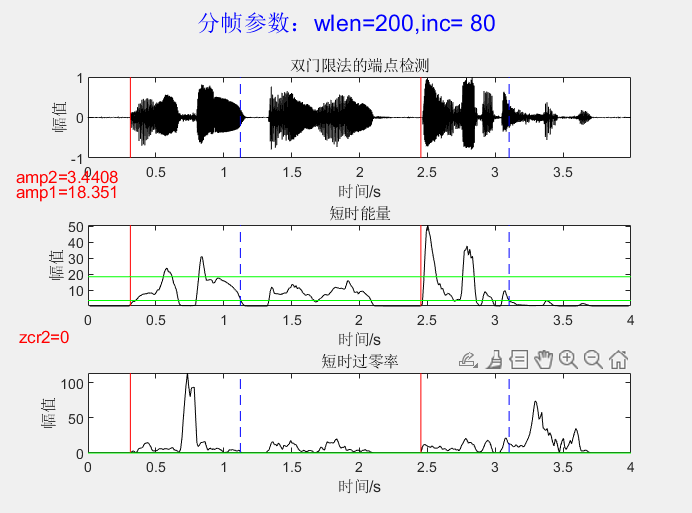 分帧参数：wlen=200,inc= 80
双门限法的端点检测
幅值
1
0
-1
0 0.5 1 1.5 2 2.5 3 3.5
时间/s
amp2=3.4408
amp1=18.351
短时能量
幅值
50
40
30
20
10
0 0.5 1 1.5 2 2.5 3 3.5 4
时间/s
zcr2=0
短时过零率
幅值
100
50
0
0 0.5 1 1.5 2 2.5 3 3.5 4
时间/s